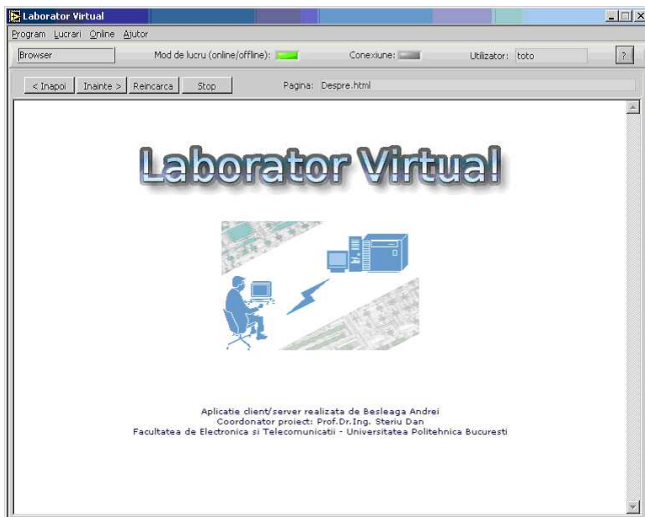 Laborator Virtual
Program Lucrari Online Ajutor
Browser Mod de lucru (online/offline): Conexiune: Utilizator: toto ?
< Inapoi Inainte > Reincarca Stop Pagina: Despre.html
Laborator Virtual
Aplicatie client/server realizata de Besleaga Andrei
Coordonator proiect: Prof.Dr.Ing. Steriu Dan
Facultatea de Electronica si Telecomunicatii - Universitatea Politehnica Bucuresti